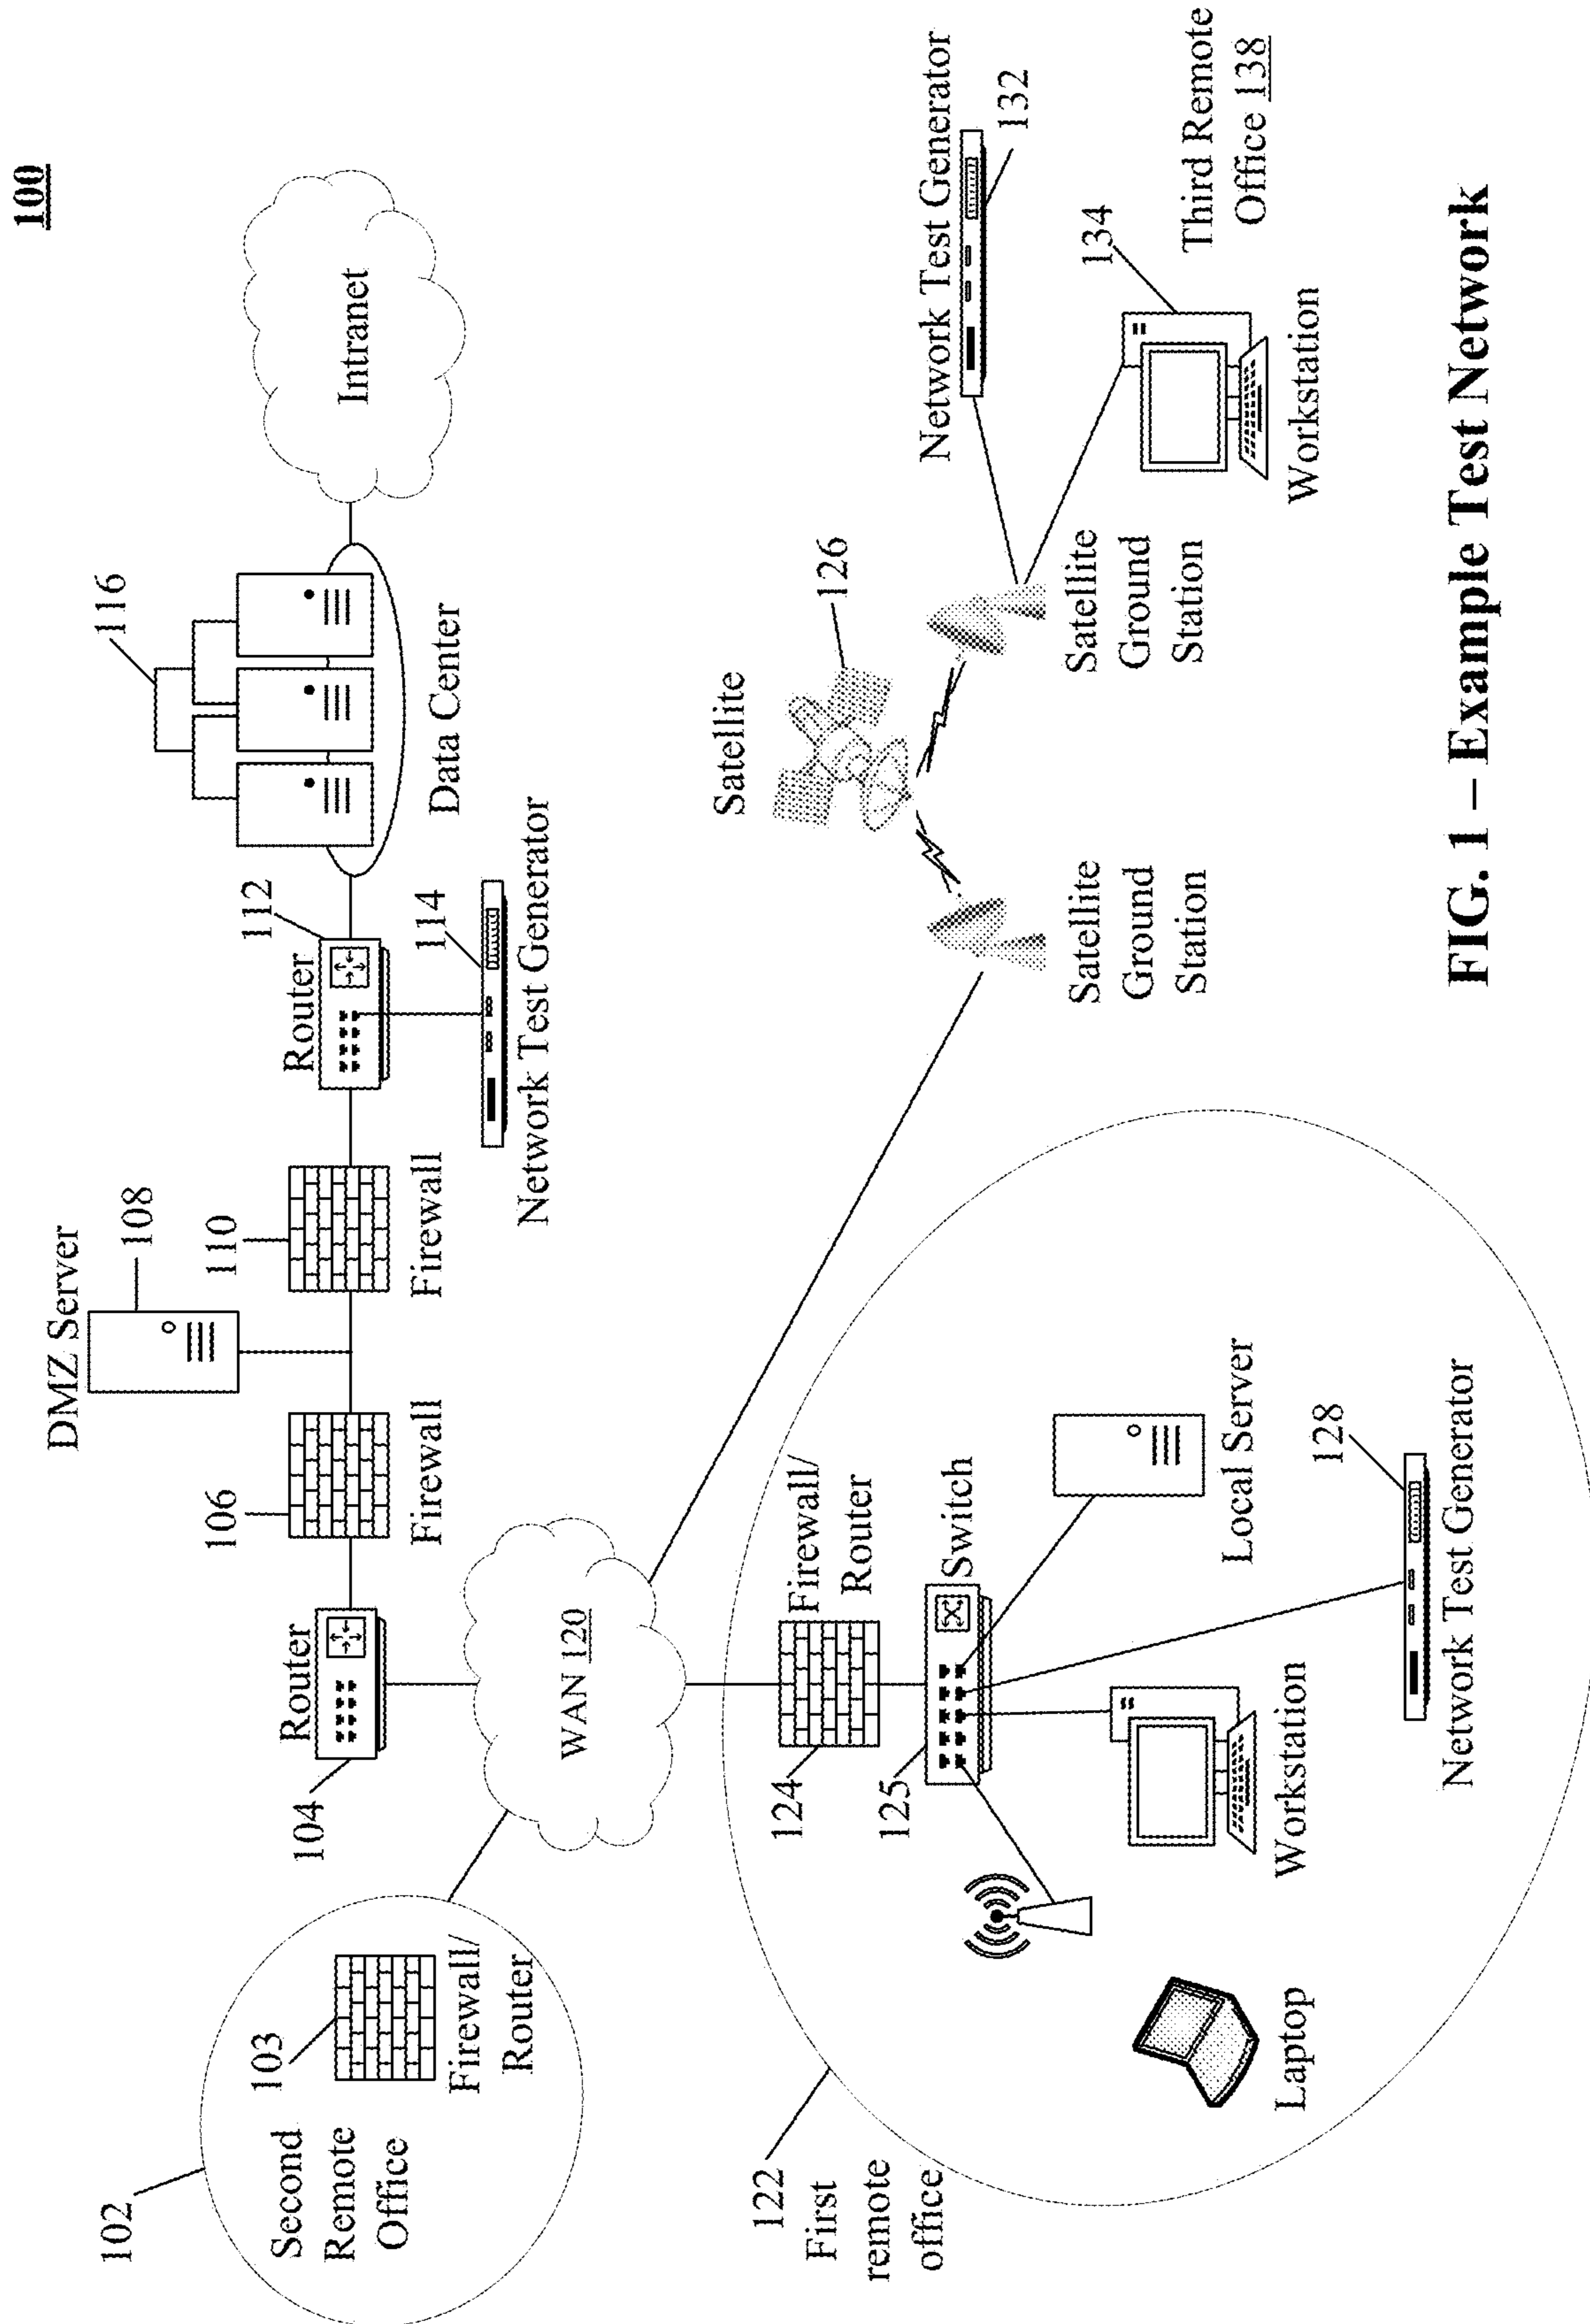 100
DMZ Server
108
116
102
Second
Remote
Office
103
Firewall/
Router
104
Router
106
Firewall
110
Firewall
Router
112
114
Network Test Generator
Data Center
Intranet
WAN 120
Satellite
126
Satellite
Ground
Station
Satellite
Ground
Station
Network Test Generator
132
134
Third Remote
Office 138
Workstation
122
First
remote
office
124
Firewall/
Router
125
Switch
Laptop
Workstation
Local Server
128
Network Test Generator
FIG. 1 – Example Test Network